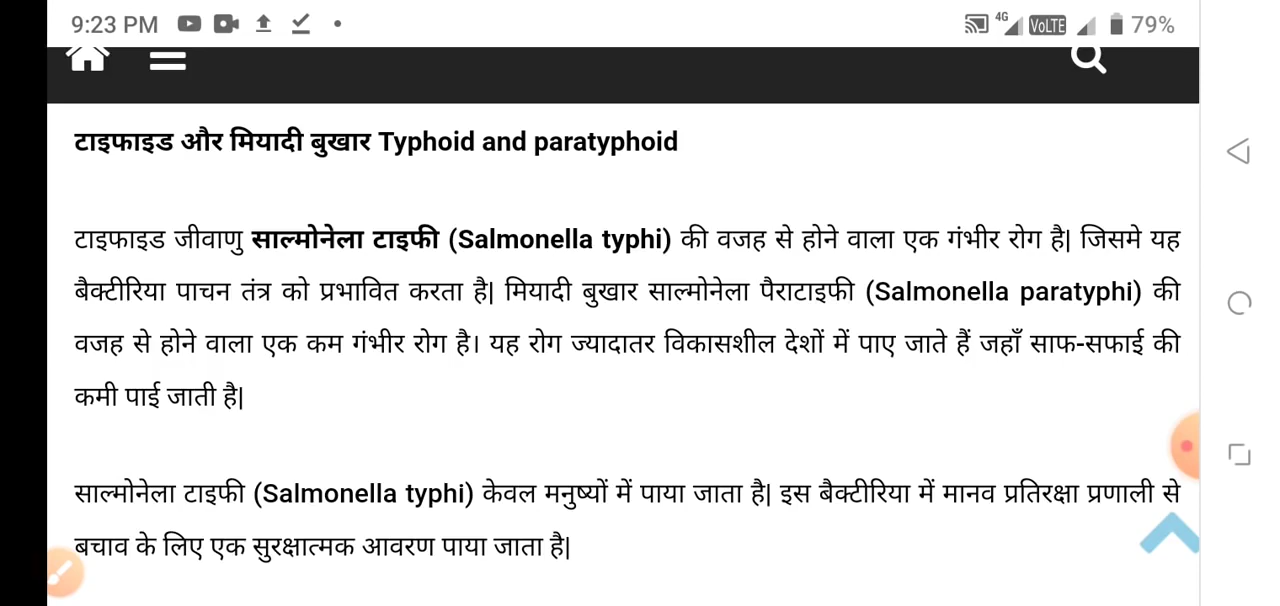 9:23 PM 4G VoLTE 79%
टाइफाइड और मियादी बुखार Typhoid and paratyphoid
टाइफाइड जीवाणु साल्मोनेला टाइफी (Salmonella typhi) की वजह से होने वाला एक गंभीर रोग है| जिसमे यह
बैक्टीरिया पाचन तंत्र को प्रभावित करता है| मियादी बुखार साल्मोनेला पैराटाइफी (Salmonella paratyphi) की
वजह से होने वाला एक कम गंभीर रोग है। यह रोग ज्यादातर विकासशील देशों में पाए जाते हैं जहाँ साफ-सफाई की
कमी पाई जाती है|
साल्मोनेला टाइफी (Salmonella typhi) केवल मनुष्यों में पाया जाता है| इस बैक्टीरिया में मानव प्रतिरक्षा प्रणाली से
बचाव के लिए एक सुरक्षात्मक आवरण पाया जाता है|